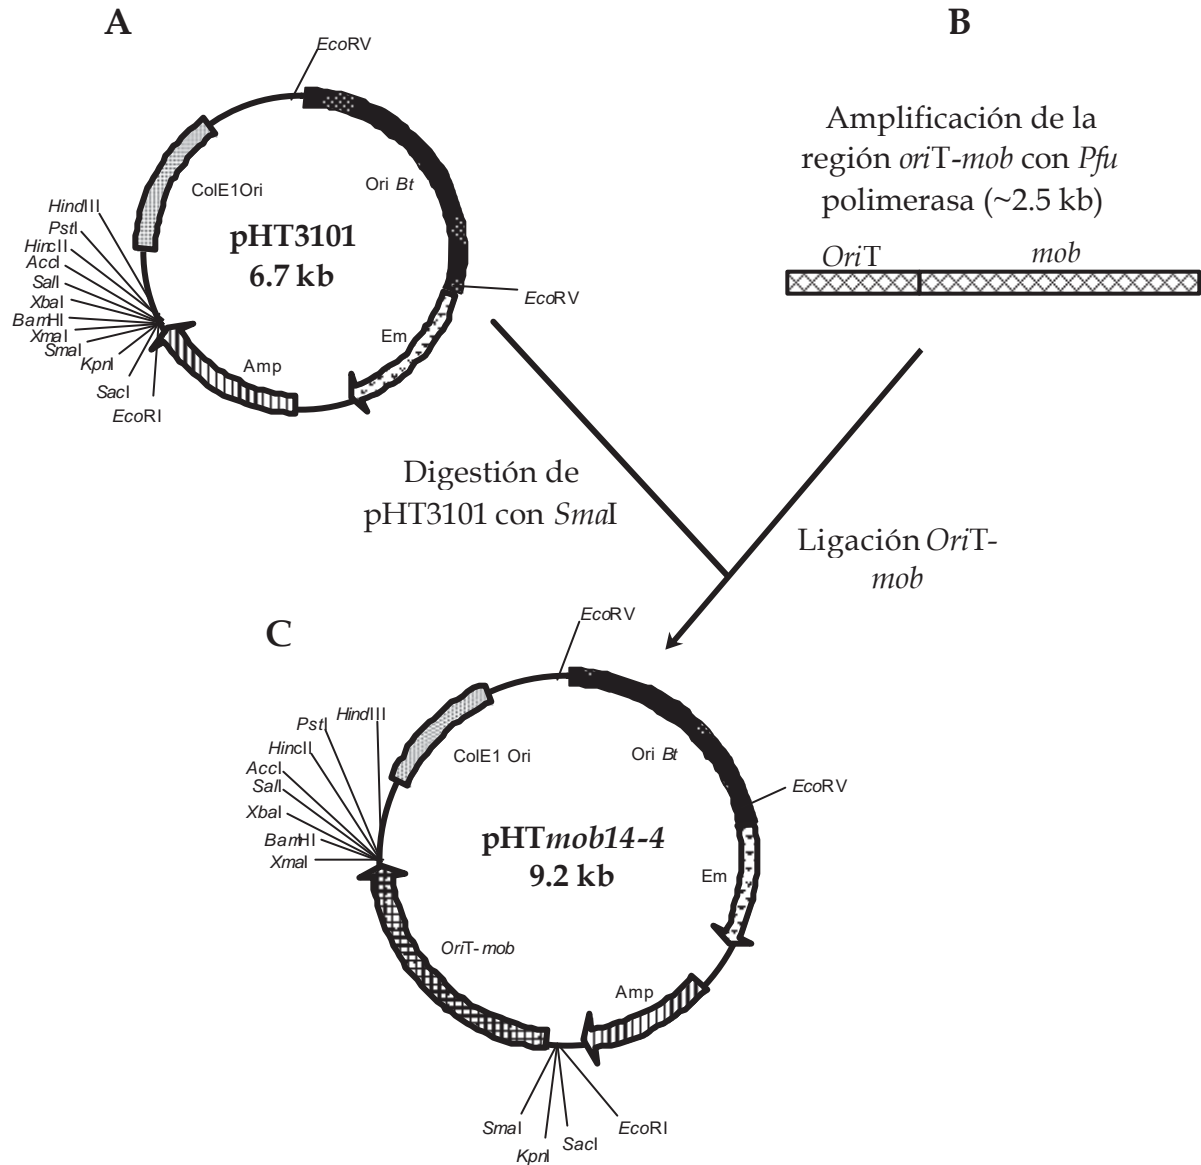 A
EcoRV
ColE1Ori
Ori Bt
pHT3101
6.7 kb
HindIII
PstI
HincII
AccI
SalI
XbaI
BamHI
XmaI
SmaI
KpnI
SacI
EcoRI
EcoRV
Em
Amp
B
Amplificación de la
región oriT-mob con Pfu
polimerasa (~2.5 kb)
OriT
mob
Digestión de
pHT3101 con SmaI
Ligación OriT-
mob
C
EcoRV
HindIII
PstI
HincII
AccI
SalI
XbaI
BamHI
XmaI
ColE1 Ori
Ori Bt
EcoRV
pHTmob14-4
9.2 kb
Em
OriT-mob
Amp
SmaI
KpnI
SacI
EcoRI